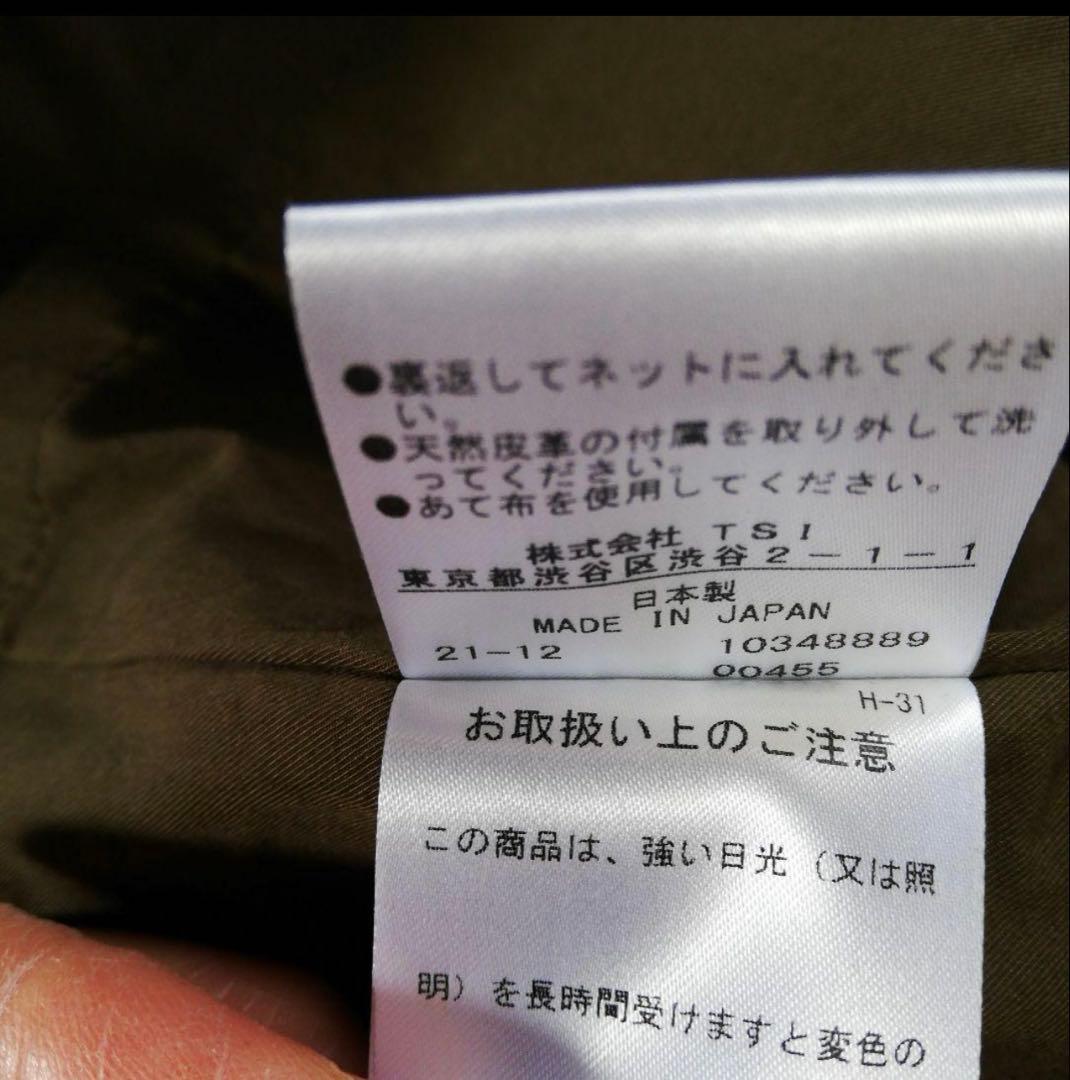 ●裏返してネットに入れてくださ
い。
●天然皮革の付属を取り外して洗
ってください。
●あて布を使用してください。
株式会社 TSI
東京都渋谷区渋谷2-1-1
日本製
MADE IN JAPAN
21-12 10348889
00455
H-31
お取扱い上のご注意
この商品は、強い日光（又は照
明）を長時間受けますと変色の